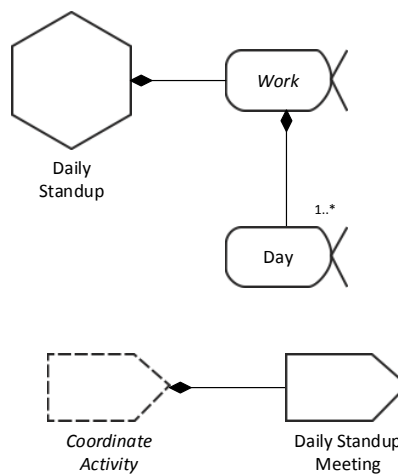 Work
Daily
Standup
1..*
Day
Coordinate
Activity
Daily Standup
Meeting